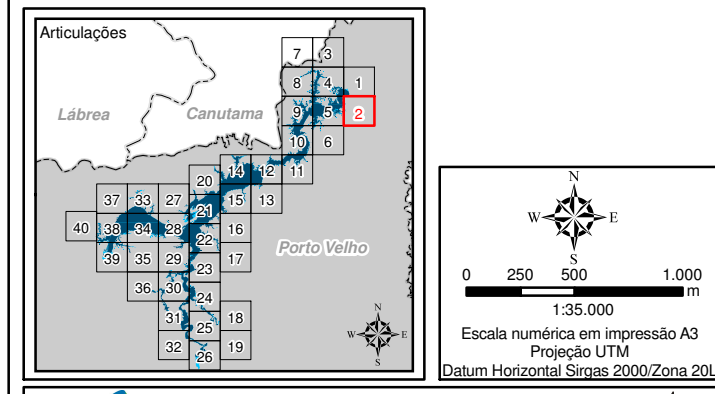 Articulações
7 3
8 4 1
Lábrea
Canutama
9 5 2
10 6
14 12 11
20
37 33 27 15 13
21
40 38 34 28 22 16
Porto Velho
39 35 29 23 17
36 30 24
31 25 18
32 26 19
N
W E
S
N
W E
S
0 250 500 1.000
m
1:35.000
Escala numérica em impressão A3
Projeção UTM
Datum Horizontal Sirgas 2000/Zona 20L